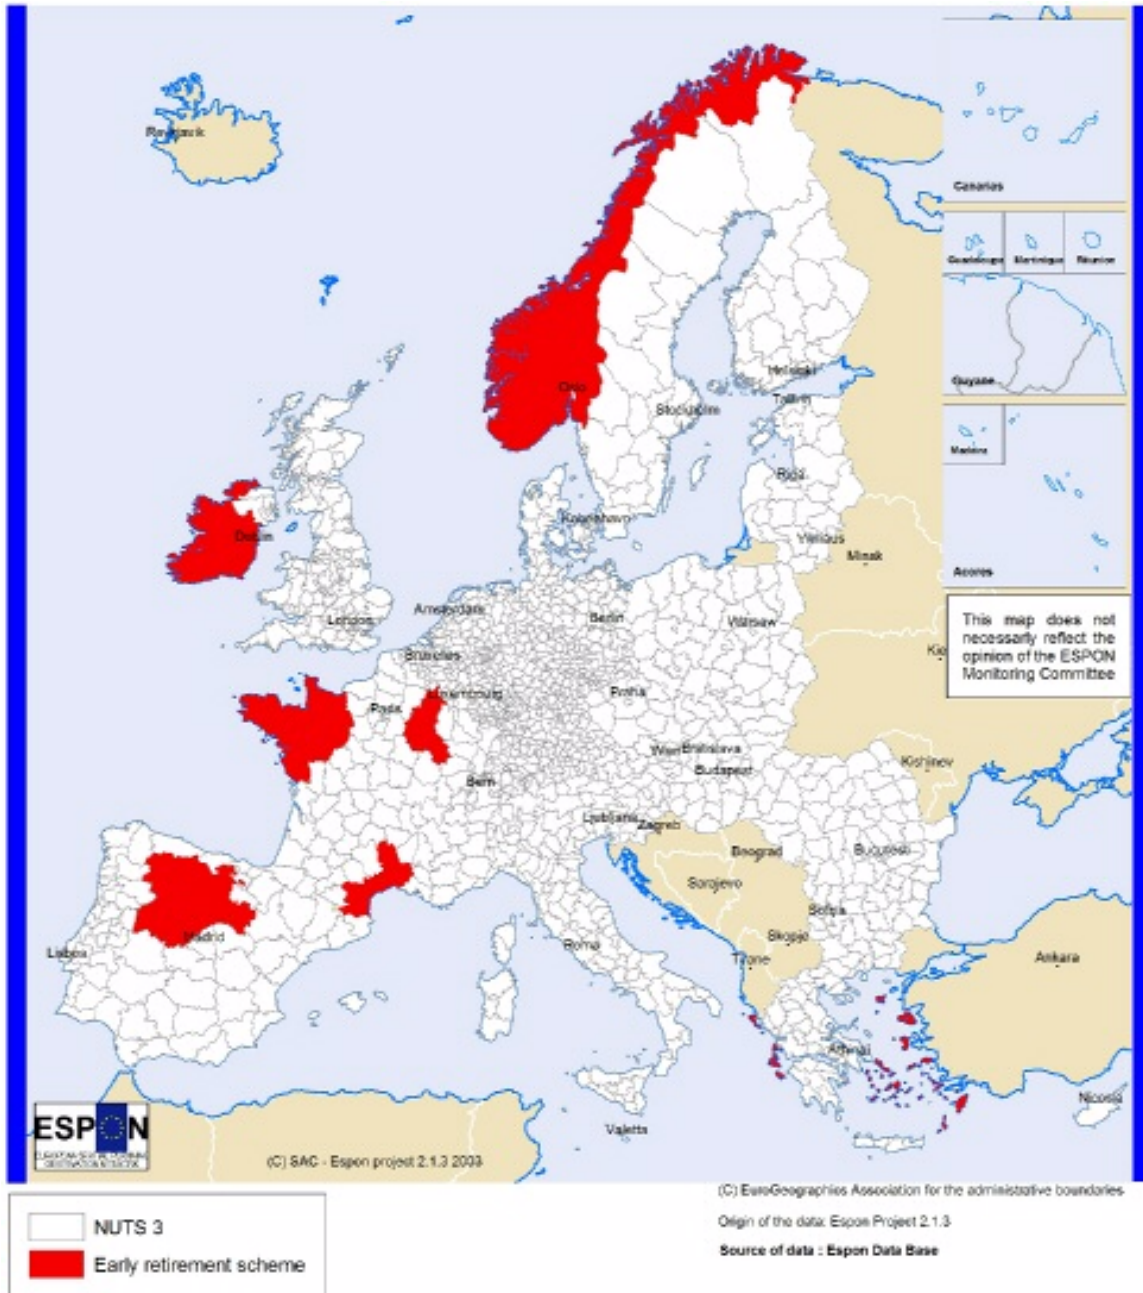 Reykjavik
Canarias
Guadeloupe
Martinique
Réunion
Guyane
Madeira
Acores
Oslo
Helsinki
Tallinn
Stockholm
Riga
Dublin
Vilnius
Minsk
Amsterdam
Berlin
Warsaw
London
This map does not
necessarily reflect the
opinion of the ESPON
Monitoring Committee
Kie
Bruxelles
Luxembourg
Praha
Paris
Wien
Bratislava
Kishinev
Budapest
Bern
Ljubljana
Zagreb
Beograd
Bucuresti
Sarajevo
Sofija
Madrid
Lisboa
Roma
Skopje
Ankara
Athinai
Nicosia
Valetta
ESPON
(C) SAC - Espon project 2.1.3 2003
(C) EuroGeographics Association for the administrative boundaries
Origin of the data: Espon Project 2.1.3
Source of data : Espon Data Base
NUTS 3
Early retirement scheme